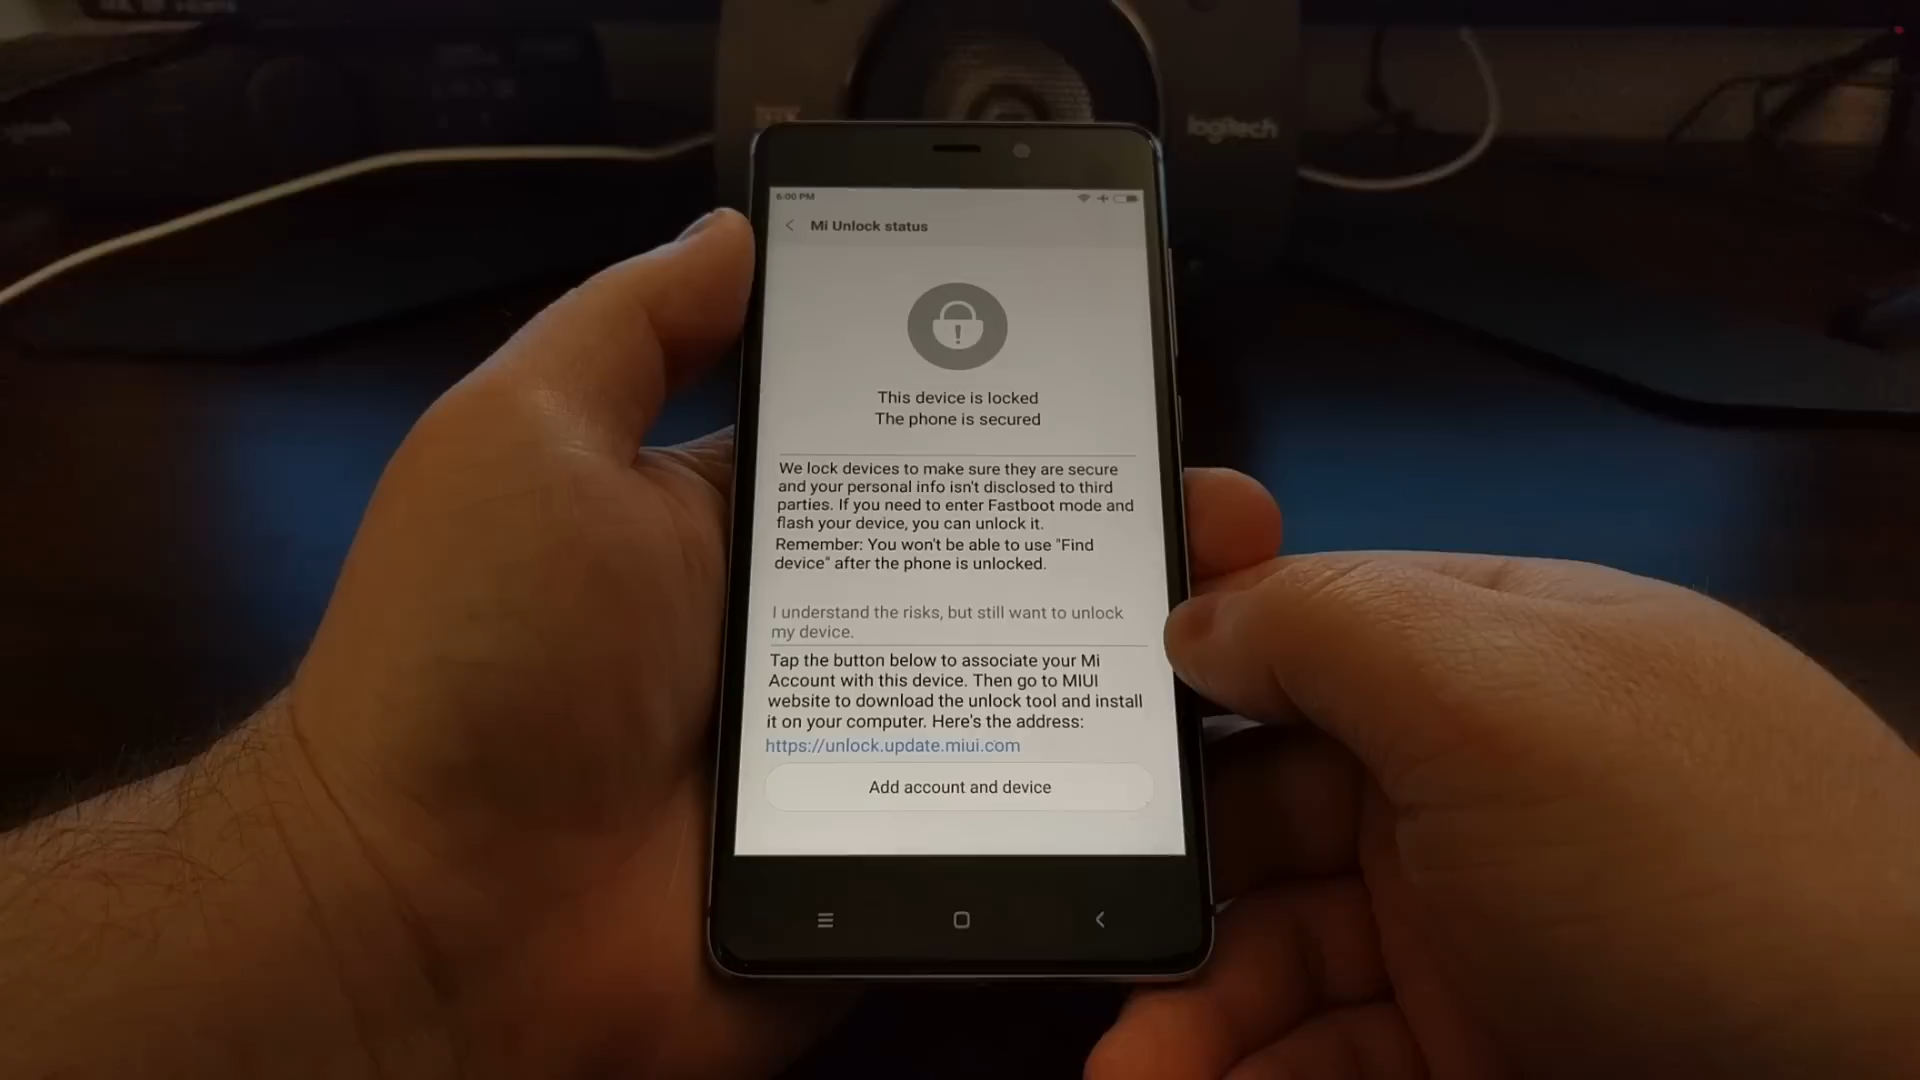 logitech
6:00 PM
Mi Unlock status
This device is locked
The phone is secured
We lock devices to make sure they are secure
and your personal info isn't disclosed to third
parties. If you need to enter Fastboot mode and
flash your device, you can unlock it.
Remember: You won't be able to use "Find
device" after the phone is unlocked.
I understand the risks, but still want to unlock
my device.
Tap the button below to associate your Mi
Account with this device. Then go to MIUI
website to download the unlock tool and install
it on your computer. Here's the address:
https://unlock.update.miui.com
Add account and device